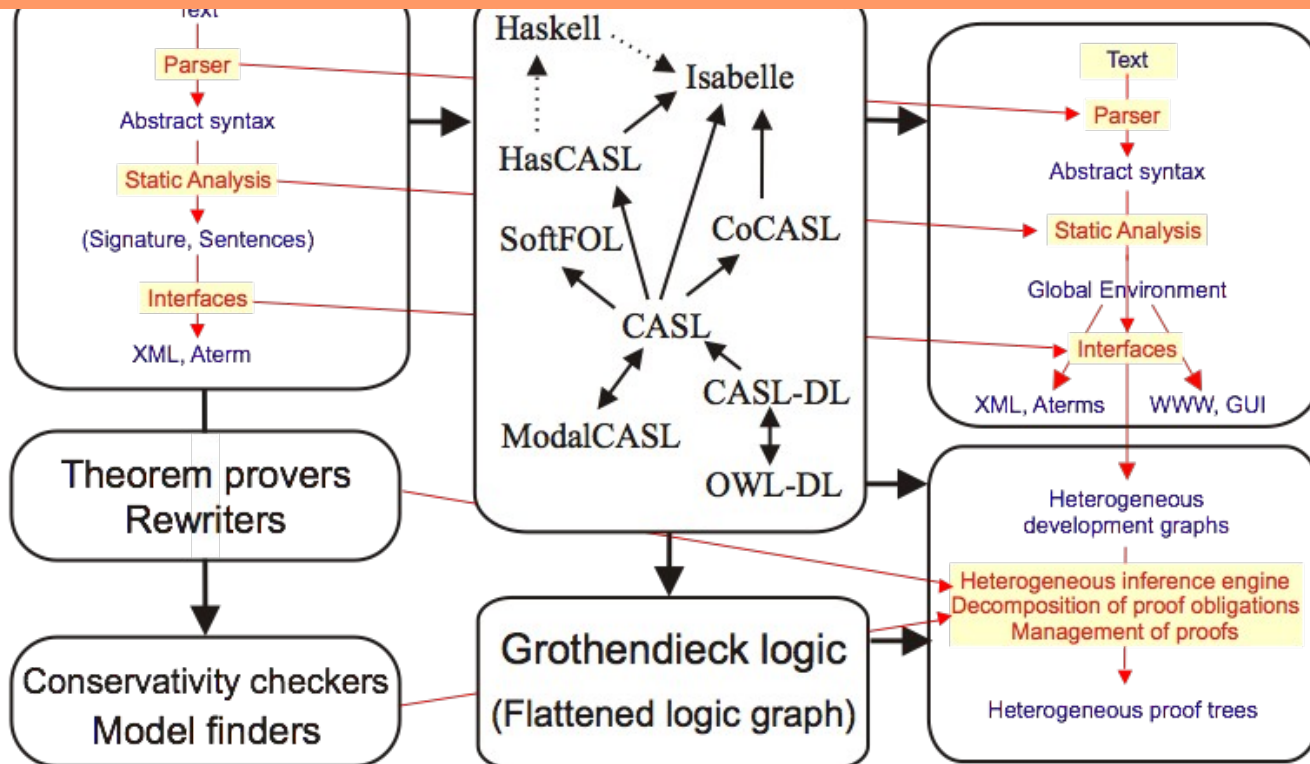 Text
Parser
Abstract syntax
Static Analysis
(Signature, Sentences)
Interfaces
XML, Aterm
Theorem provers
Rewriters
Conservativity checkers
Model finders
Haskell
Isabelle
HasCASL
SoftFOL
CoCASL
CASL
CASL-DL
ModalCASL
OWL-DL
Grothendieck logic
(Flattened logic graph)
Text
Parser
Abstract syntax
Static Analysis
Global Environment
Interfaces
XML, Aterms
WWW, GUI
Heterogeneous
development graphs
Heterogeneous inference engine
Decomposition of proof obligations
Management of proofs
Heterogeneous proof trees